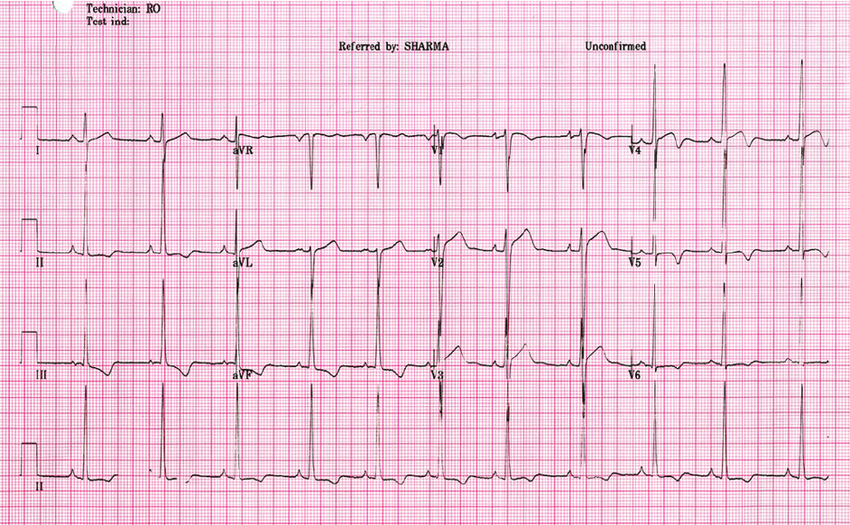 Technician: RO
Test ind:
Referred by: SHARMA Unconfirmed
I aVR V1 V4
II aVL V2 V5
III aVF V3 V6
II